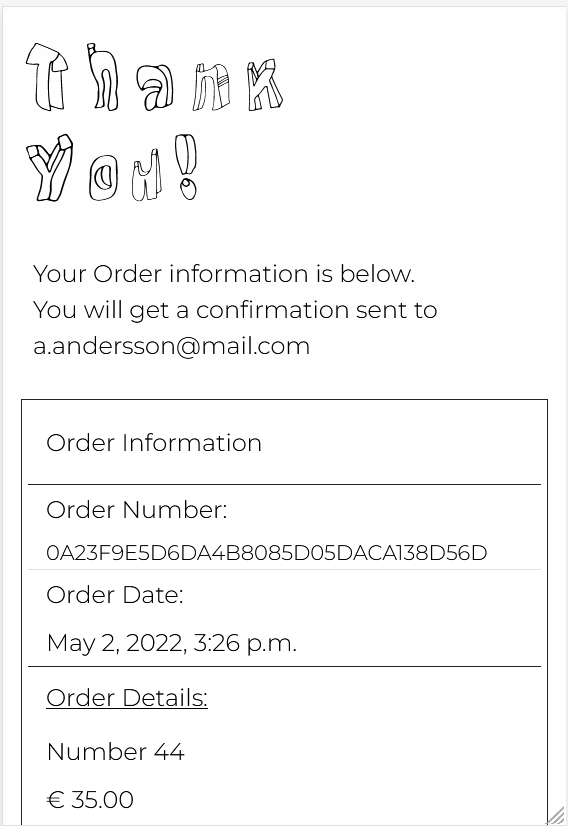 Thank
You!
Your Order information is below.
You will get a confirmation sent to
a.andersson@mail.com
Order Information
Order Number:
0A23F9E5D6DA4B8085D05DACA138D56D
Order Date:
May 2, 2022, 3:26 p.m.
Order Details:
Number 44
€ 35.00